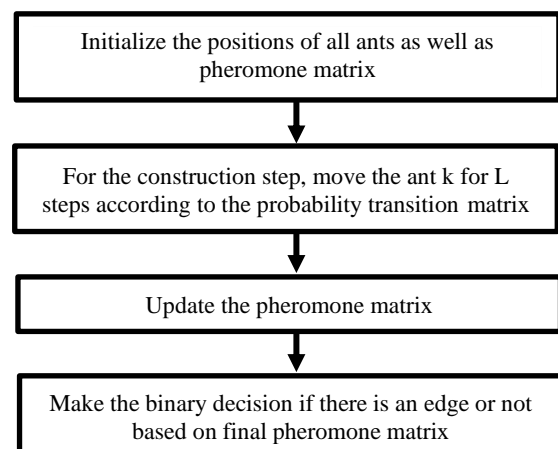 Initialize the positions of all ants as well as
pheromone matrix
For the construction step, move the ant k for L
steps according to the probability transition matrix
Update the pheromone matrix
Make the binary decision if there is an edge or not
based on final pheromone matrix